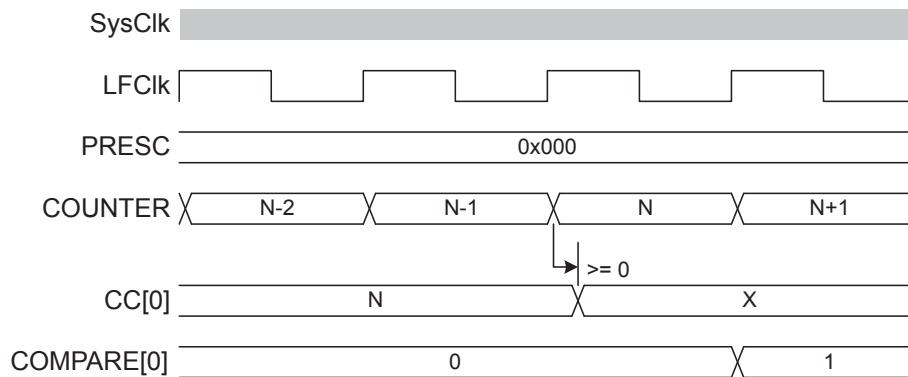 SysClk
LFClk
PRESC 0x000
COUNTER N-2 N-1 N N+1
>= 0
CC[0] N X
COMPARE[0] 0 1